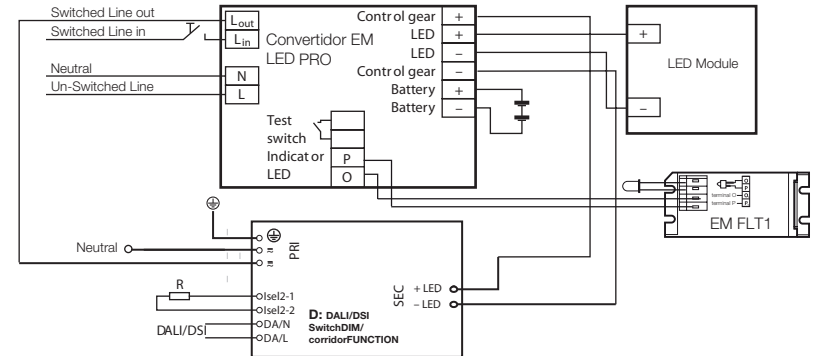 Switched Line out
Switched Line in
Neutral
Un-Switched Line
Lout
Lin
N
L
Convertidor EM
LED PRO
Control gear +
LED +
LED –
Control gear –
Battery +
Battery –
Test
switch
Indicator
LED
P
O
+
LED Module
–
O
P
terminal O
O
terminal P
P
EM FLT1
Neutral
PRI
R
Isel2-1
Isel2-2
DA/N
DA/L
DALI/DSI
D: DALI/DSI
SwitchDIM/
corridorFUNCTION
SEC
+ LED
– LED